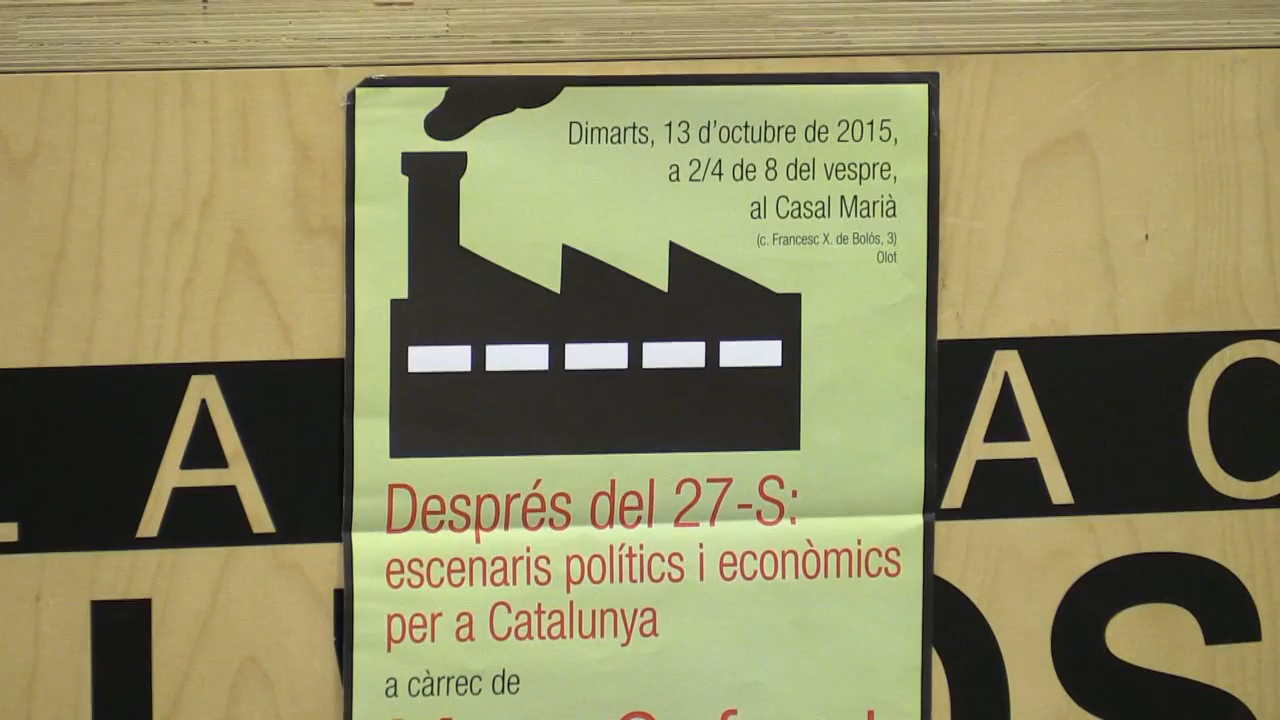 Dimarts, 13 d'octubre de 2015,
a 2/4 de 8 del vespre,
al Casal Marià
(c. Francesc X. de Bolós, 3)
Olot
Després del 27-S:
escenaris polítics i econòmics
per a Catalunya
a càrrec de